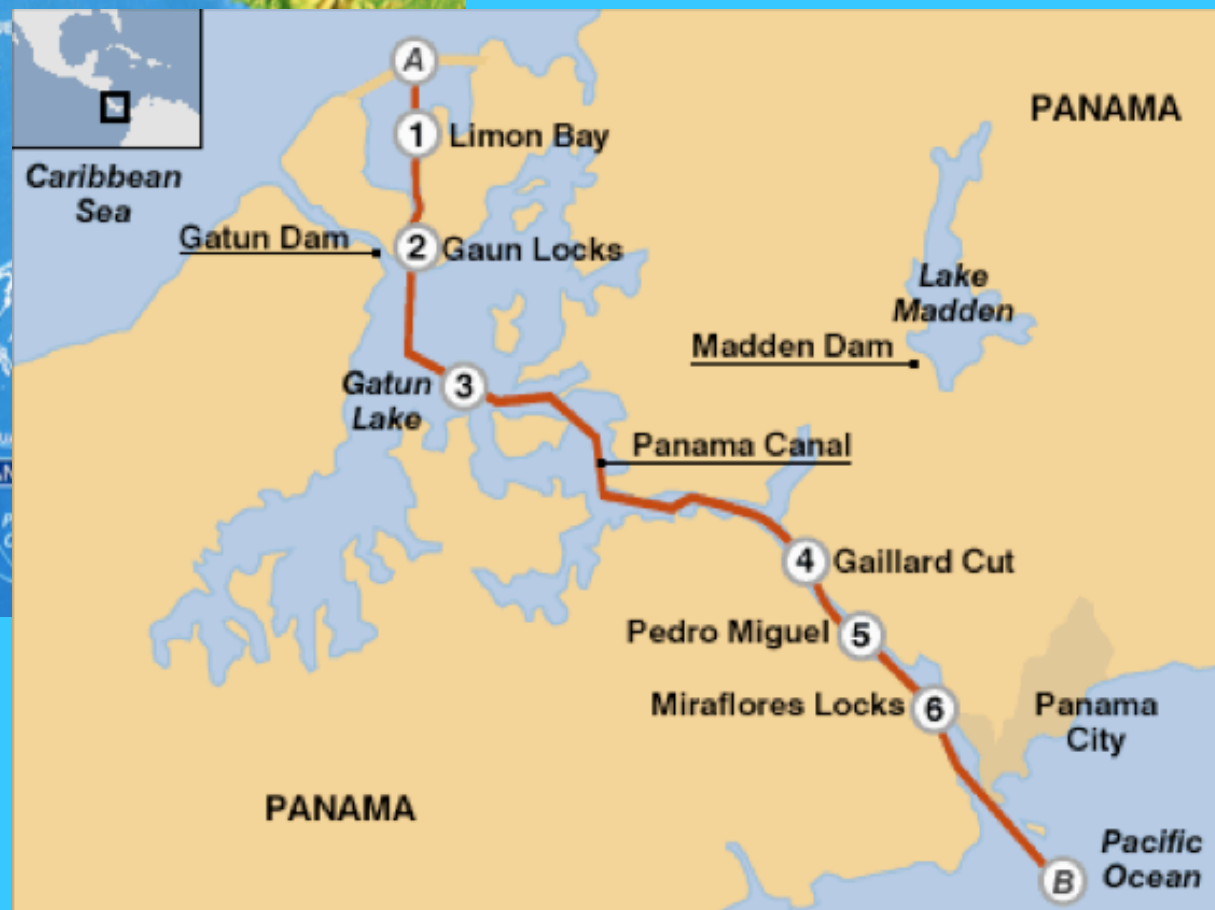 A
PANAMA
1 Limon Bay
Caribbean
Sea
Gatun Dam
2 Gaun Locks
Lake
Madden
Madden Dam
Gatun
Lake
3
Panama Canal
4 Gaillard Cut
Pedro Miguel 5
Miraflores Locks 6
Panama
City
PANAMA
Pacific
Ocean
B